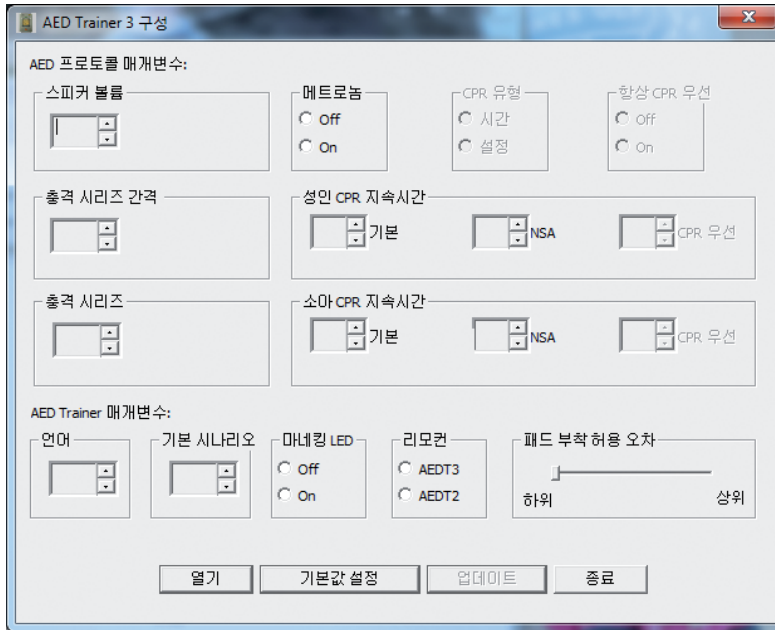 AED Trainer 3 구성
AED 프로토콜 매개변수:
스피커 볼륨
메트로놈
Off
On
CPR 유형
시간
설정
항상 CPR 우선
Off
On
충격 시리즈 간격
성인 CPR 지속시간
기본 NSA CPR 우선
충격 시리즈
소아 CPR 지속시간
기본 NSA CPR 우선
AED Trainer 매개변수:
언어
기본 시나리오
마네킹 LED
Off
On
리모컨
AEDT3
AEDT2
패드 부착 허용 오차
하위 상위
열기 기본값 설정 업데이트 종료